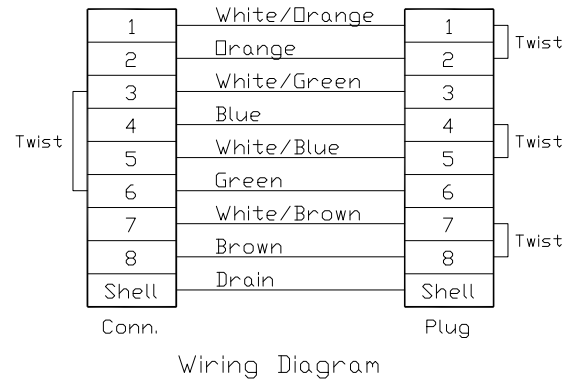 White/Orange
1 1
Twist
Orange
2 2
White/Green
3 3
Blue
4 4
Twist Twist
White/Blue
5 5
Green
6 6
White/Brown
7 7
Twist
Brown
8 8
Drain
Shell Shell
Conn. Plug
Wiring Diagram